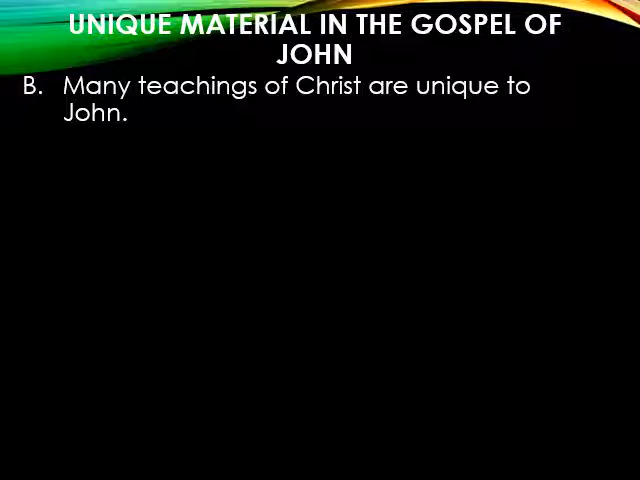 UNIQUE MATERIAL IN THE GOSPEL OF
JOHN
B. Many teachings of Christ are unique to
John.